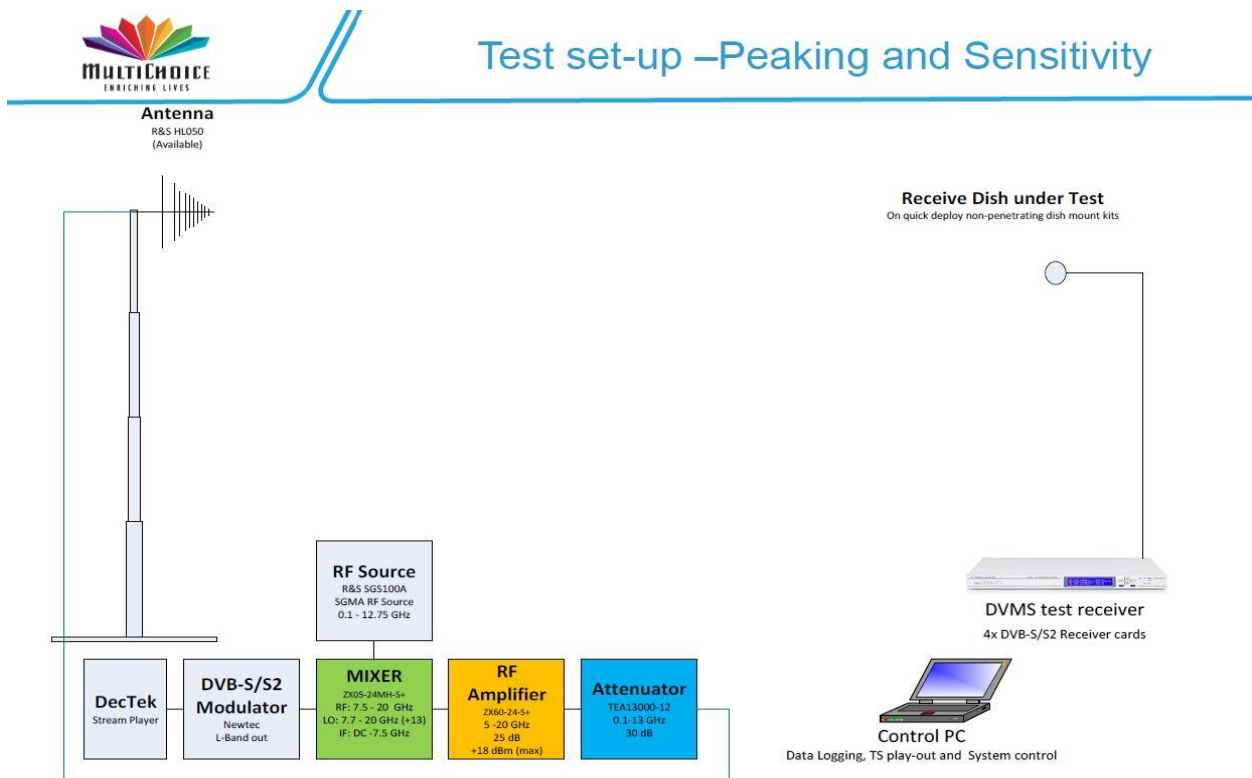 MULTICHOICE
ENRICHING LIVES
Test set-up –Peaking and Sensitivity
Antenna
R&S HL050
(Available)
Receive Dish under Test
On quick deploy non-penetrating dish mount kits
RF Source
R&S SGS100A
SGMA RF Source
0.1 - 12.75 GHz
DVMS test receiver
4x DVB-S/S2 Receiver cards
DecTek
Stream Player
DVB-S/S2
Modulator
Newtec
L-Band out
MIXER
ZX05-24MH-S+
RF: 7.5 - 20 GHz
LO: 7.7 - 20 GHz (+13)
IF: DC -7.5 GHz
RF
Amplifier
ZX60-24-S+
5 -20 GHz
25 dB
+18 dBm (max)
Attenuator
TEA13000-12
0.1-13 GHz
30 dB
Control PC
Data Logging, TS play-out and System control